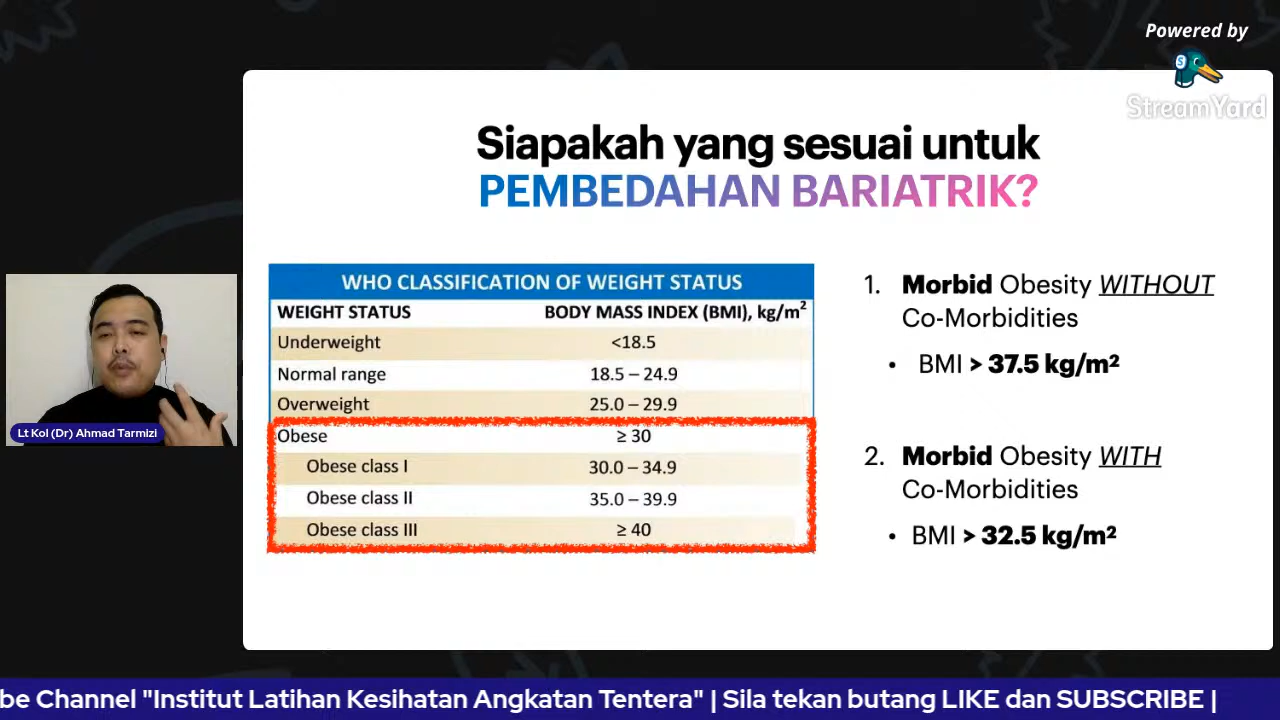 Powered by
S
StreamYard
Siapakah yang sesuai untuk
PEMBEDAHAN BARIATRIK?
WHO CLASSIFICATION OF WEIGHT STATUS
WEIGHT STATUS BODY MASS INDEX (BMI), kg/m²
Underweight <18.5
Normal range 18.5 – 24.9
Overweight 25.0 – 29.9
Obese ≥ 30
Obese class I 30.0 – 34.9
Obese class II 35.0 – 39.9
Obese class III ≥ 40
1. Morbid Obesity WITHOUT
Co-Morbidities
• BMI > 37.5 kg/m²
2. Morbid Obesity WITH
Co-Morbidities
• BMI > 32.5 kg/m²
Lt Kol (Dr) Ahmad Tarmizi
be Channel "Institut Latihan Kesihatan Angkatan Tentera" | Sila tekan butang LIKE dan SUBSCRIBE |